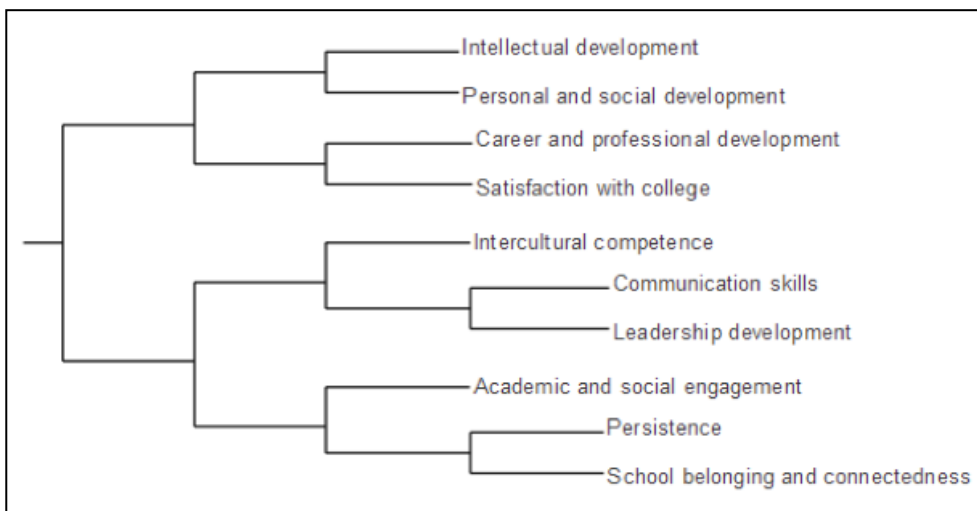 Intellectual development
Personal and social development
Career and professional development
Satisfaction with college
Intercultural competence
Communication skills
Leadership development
Academic and social engagement
Persistence
School belonging and connectedness